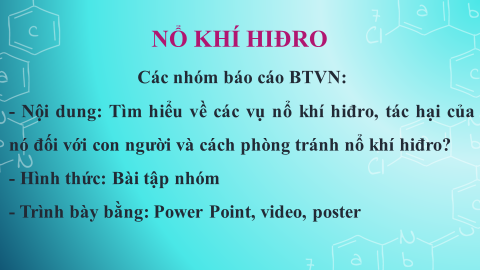 NỔ KHÍ HIĐRO
Các nhóm báo cáo BTVN:
- Nội dung: Tìm hiểu về các vụ nổ khí hiđro, tác hại của
nó đối với con người và cách phòng tránh nổ khí hiđro?
- Hình thức: Bài tập nhóm
- Trình bày bằng: Power Point, video, poster